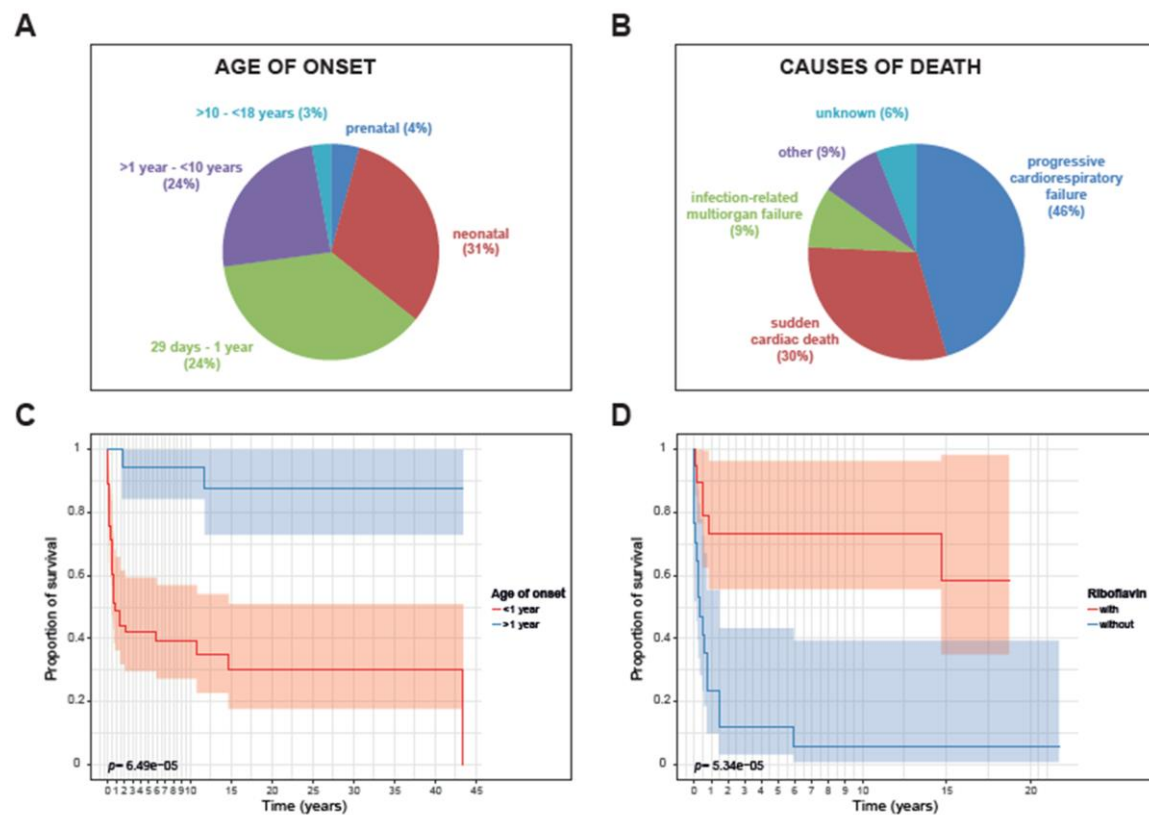 A
AGE OF ONSET
>10 - <18 years (3%)
prenatal (4%)
>1 year - <10 years
(24%)
neonatal
(31%)
29 days - 1 year
(24%)
B
CAUSES OF DEATH
unknown (6%)
other (9%)
progressive
cardiorespiratory
failure
(46%)
infection-related
multiorgan failure
(9%)
sudden
cardiac death
(30%)
C
1
0.8
0.6
0.4
0.2
0
Proportion of survival
Age of onset
<1 year
>1 year
p= 6.49e-05
0 1 2 3 4 5 6 7 8 9 10 15 20 25 30 35 40 45
Time (years)
D
1
0.8
0.6
0.4
0.2
0
Proportion of survival
Riboflavin
with
without
p= 5.34e-05
0 1 2 3 4 5 6 7 8 9 10 15 20
Time (years)